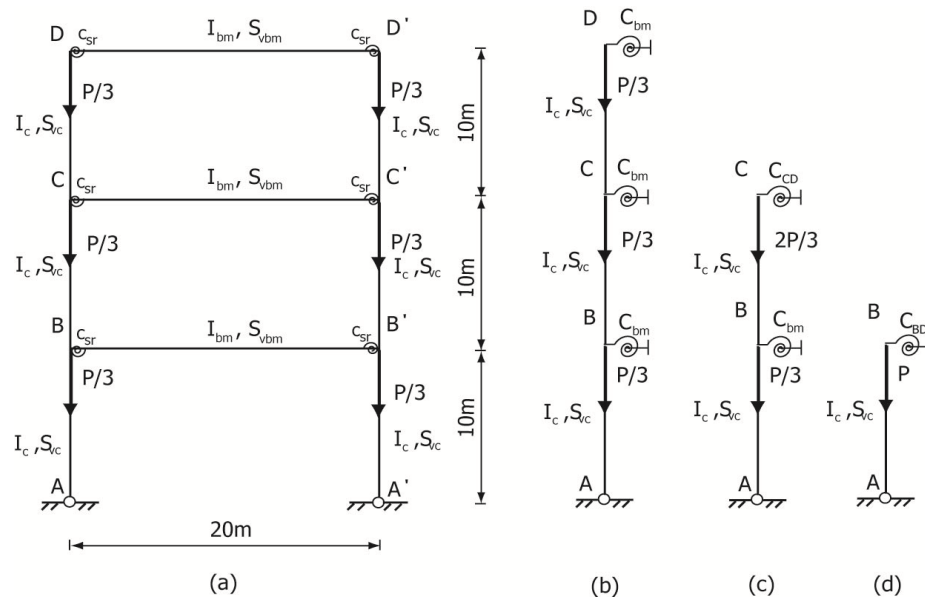 D
c_sr
I_bm, S_vbm
c_sr
D'
P/3
P/3
I_c, S_vc
I_c, S_vc
10m
C
c_sr
I_bm, S_vbm
c_sr
C'
P/3
P/3
I_c, S_vc
I_c, S_vc
10m
B
c_sr
I_bm, S_vbm
c_sr
B'
P/3
P/3
I_c, S_vc
I_c, S_vc
10m
A
A'
20m
(a)
D
C_bm
P/3
I_c, S_vc
C
C_bm
P/3
I_c, S_vc
B
C_bm
P/3
I_c, S_vc
A
(b)
C
C_CD
2P/3
I_c, S_vc
B
C_bm
P/3
I_c, S_vc
A
(c)
B
C_BD
P
I_c, S_vc
A
(d)